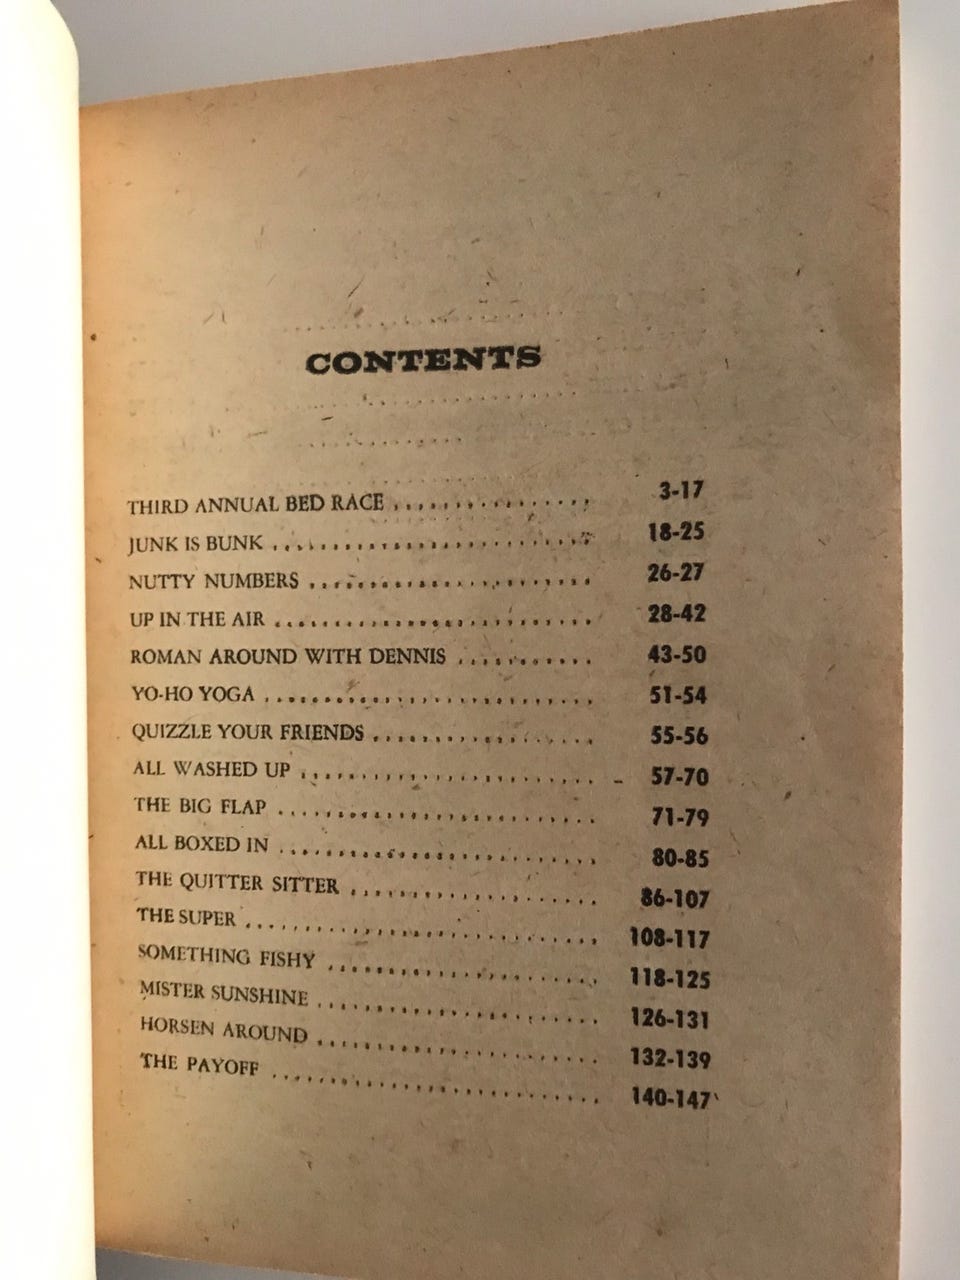 CONTENTS
THIRD ANNUAL BED RACE .................. 3-17
JUNK IS BUNK ........................... 18-25
NUTTY NUMBERS ........................ 26-27
UP IN THE AIR ........................... 28-42
ROMAN AROUND WITH DENNIS ........... 43-50
YO-HO YOGA ............................ 51-54
QUIZZLE YOUR FRIENDS ................... 55-56
ALL WASHED UP ......................... 57-70
THE BIG FLAP ........................... 71-79
ALL BOXED IN ........................... 80-85
THE QUITTER SITTER ..................... 86-107
THE SUPER .............................. 108-117
SOMETHING FISHY ....................... 118-125
MISTER SUNSHINE ........................ 126-131
HORSEN AROUND ........................ 132-139
THE PAYOFF ............................ 140-147